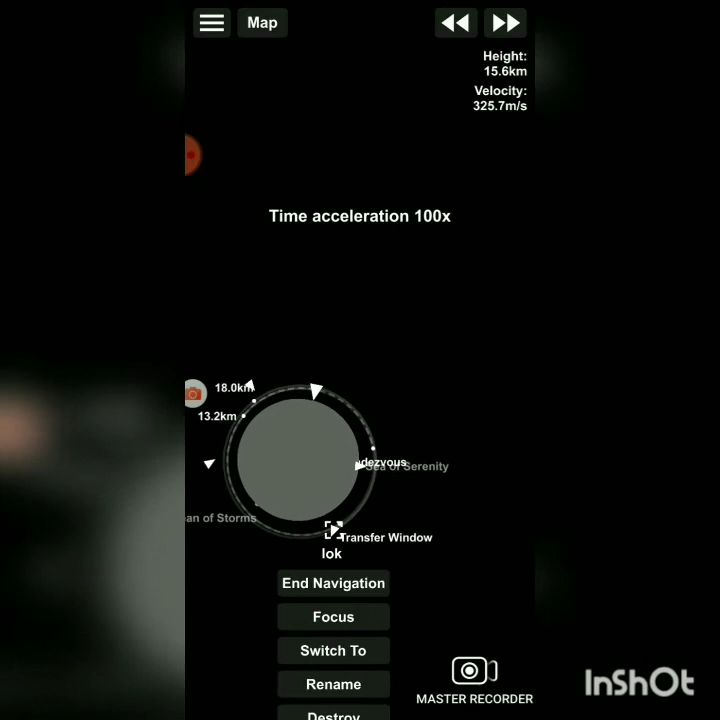 Map
Height:
15.6km
Velocity:
325.7m/s
Time acceleration 100x
18.0km
13.2km
dezvous
Sea of Serenity
an of Storms
Transfer Window
lok
End Navigation
Focus
Switch To
Rename
Destroy
MASTER RECORDER
InShOt